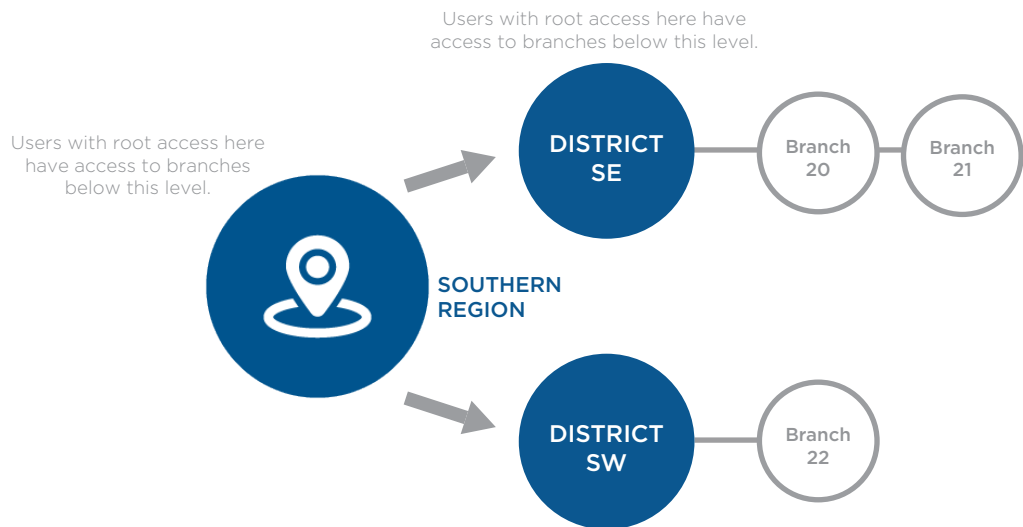 Users with root access here have
access to branches below this level.
Users with root access here
have access to branches
below this level.
DISTRICT
SE
Branch
20
Branch
21
SOUTHERN
REGION
DISTRICT
SW
Branch
22